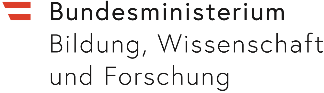 Bundesministerium
Bildung, Wissenschaft
und Forschung